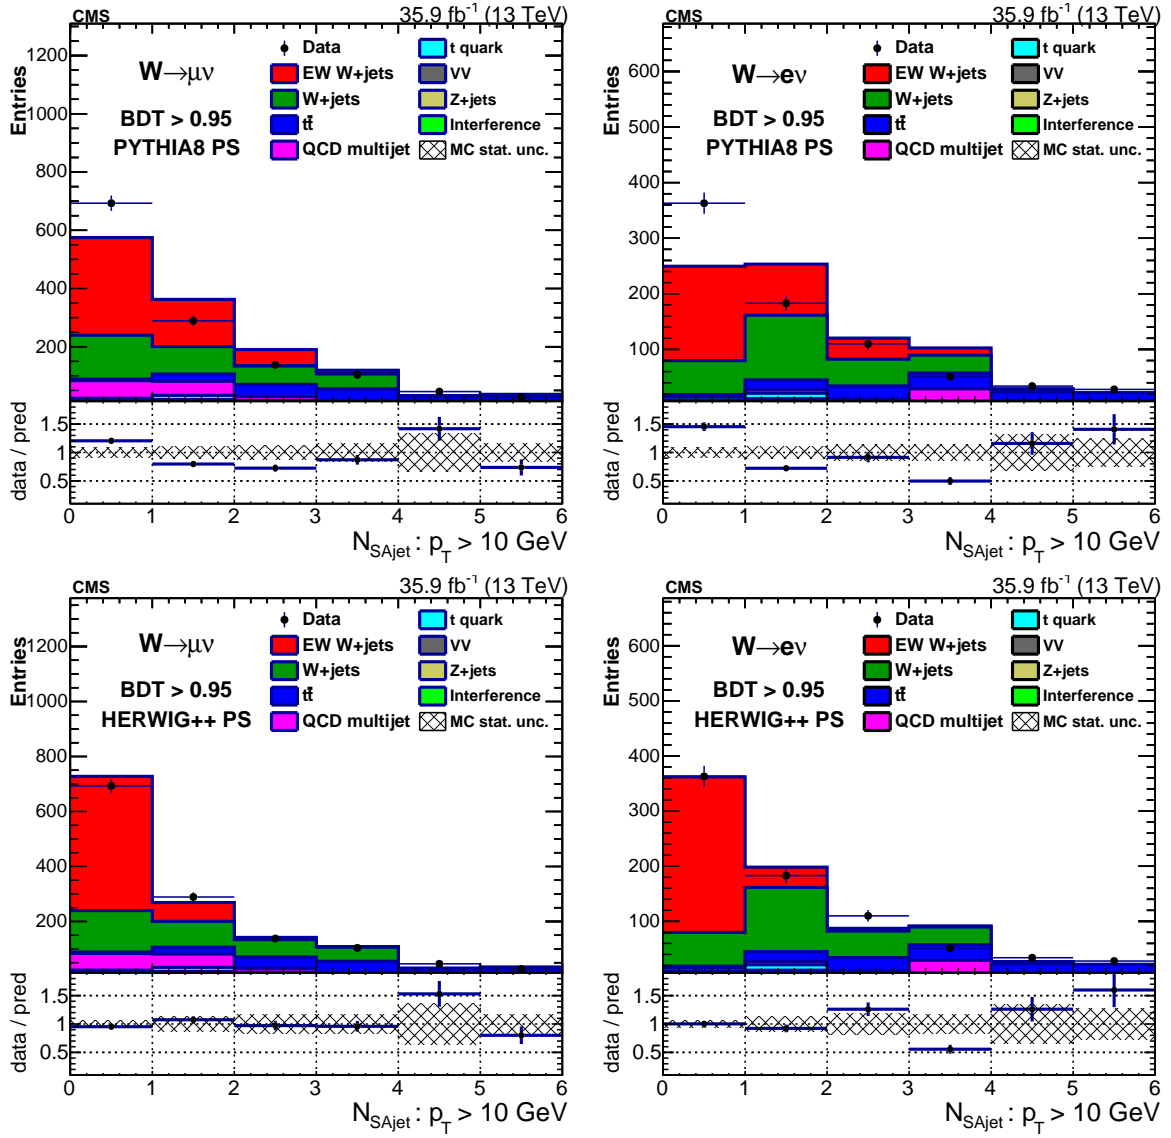 CMS 35.9 fb⁻¹ (13 TeV)
Entries
1200
1000
800
600
400
200
W→μν
BDT > 0.95
PYTHIA8 PS
Data
EW W+jets
W+jets
tt̄
QCD multijet
t quark
VV
Z+jets
Interference
MC stat. unc.
data / pred
1.5
1
0.5
0 1 2 3 4 5 6
N_SAjet : p_T > 10 GeV
35.9 fb⁻¹ (13 TeV)
Entries
600
500
400
300
200
100
W→eν
BDT > 0.95
PYTHIA8 PS
Data
EW W+jets
W+jets
tt̄
QCD multijet
t quark
VV
Z+jets
Interference
MC stat. unc.
data / pred
1.5
1
0.5
0 1 2 3 4 5 6
N_SAjet : p_T > 10 GeV
CMS 35.9 fb⁻¹ (13 TeV)
Entries
1200
1000
800
600
400
200
W→μν
BDT > 0.95
HERWIG++ PS
Data
EW W+jets
W+jets
tt̄
QCD multijet
t quark
VV
Z+jets
Interference
MC stat. unc.
data / pred
1.5
1
0.5
0 1 2 3 4 5 6
N_SAjet : p_T > 10 GeV
CMS 35.9 fb⁻¹ (13 TeV)
Entries
600
500
400
300
200
100
W→eν
BDT > 0.95
HERWIG++ PS
Data
EW W+jets
W+jets
tt̄
QCD multijet
t quark
VV
Z+jets
Interference
MC stat. unc.
data / pred
1.5
1
0.5
0 1 2 3 4 5 6
N_SAjet : p_T > 10 GeV